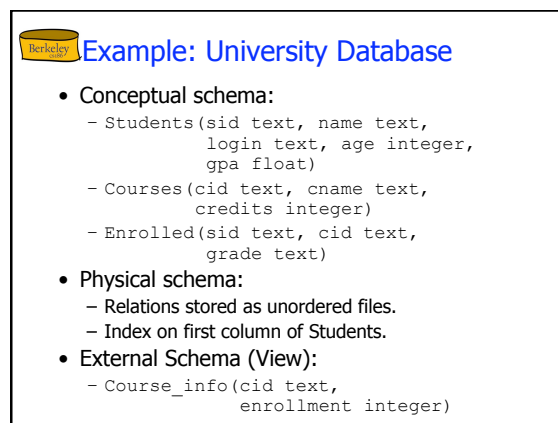 Berkeley
cs186
Example: University Database
• Conceptual schema:
– Students(sid text, name text,
login text, age integer,
gpa float)
– Courses(cid text, cname text,
credits integer)
– Enrolled(sid text, cid text,
grade text)
• Physical schema:
– Relations stored as unordered files.
– Index on first column of Students.
• External Schema (View):
– Course_info(cid text,
enrollment integer)